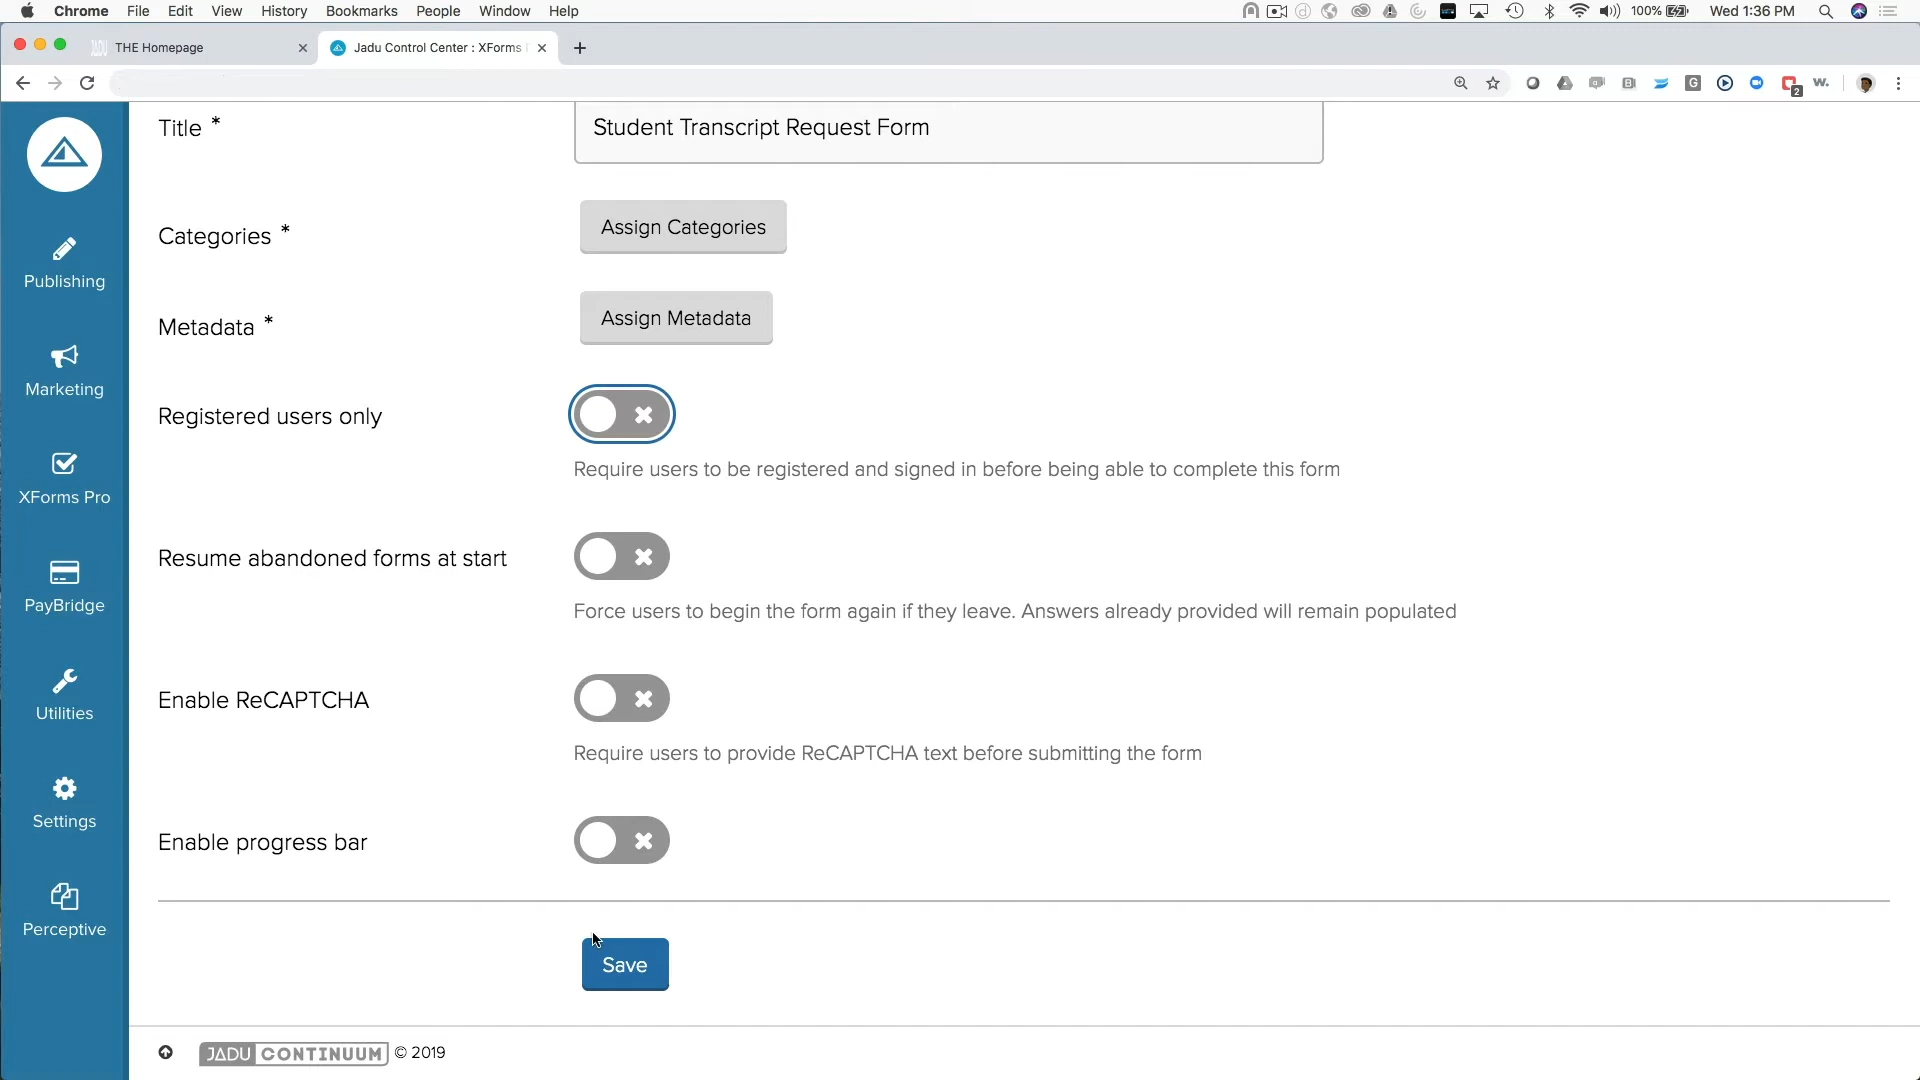 Chrome File Edit View History Bookmarks People Window Help 100% Wed 1:36 PM
THE Homepage Jadu Control Center : XForms
2
Title *
Student Transcript Request Form
Categories *
Assign Categories
Metadata *
Assign Metadata
Registered users only
Require users to be registered and signed in before being able to complete this form
Resume abandoned forms at start
Force users to begin the form again if they leave. Answers already provided will remain populated
Enable ReCAPTCHA
Require users to provide ReCAPTCHA text before submitting the form
Enable progress bar
Save
Publishing
Marketing
XForms Pro
PayBridge
Utilities
Settings
Perceptive
JADU CONTINUUM © 2019